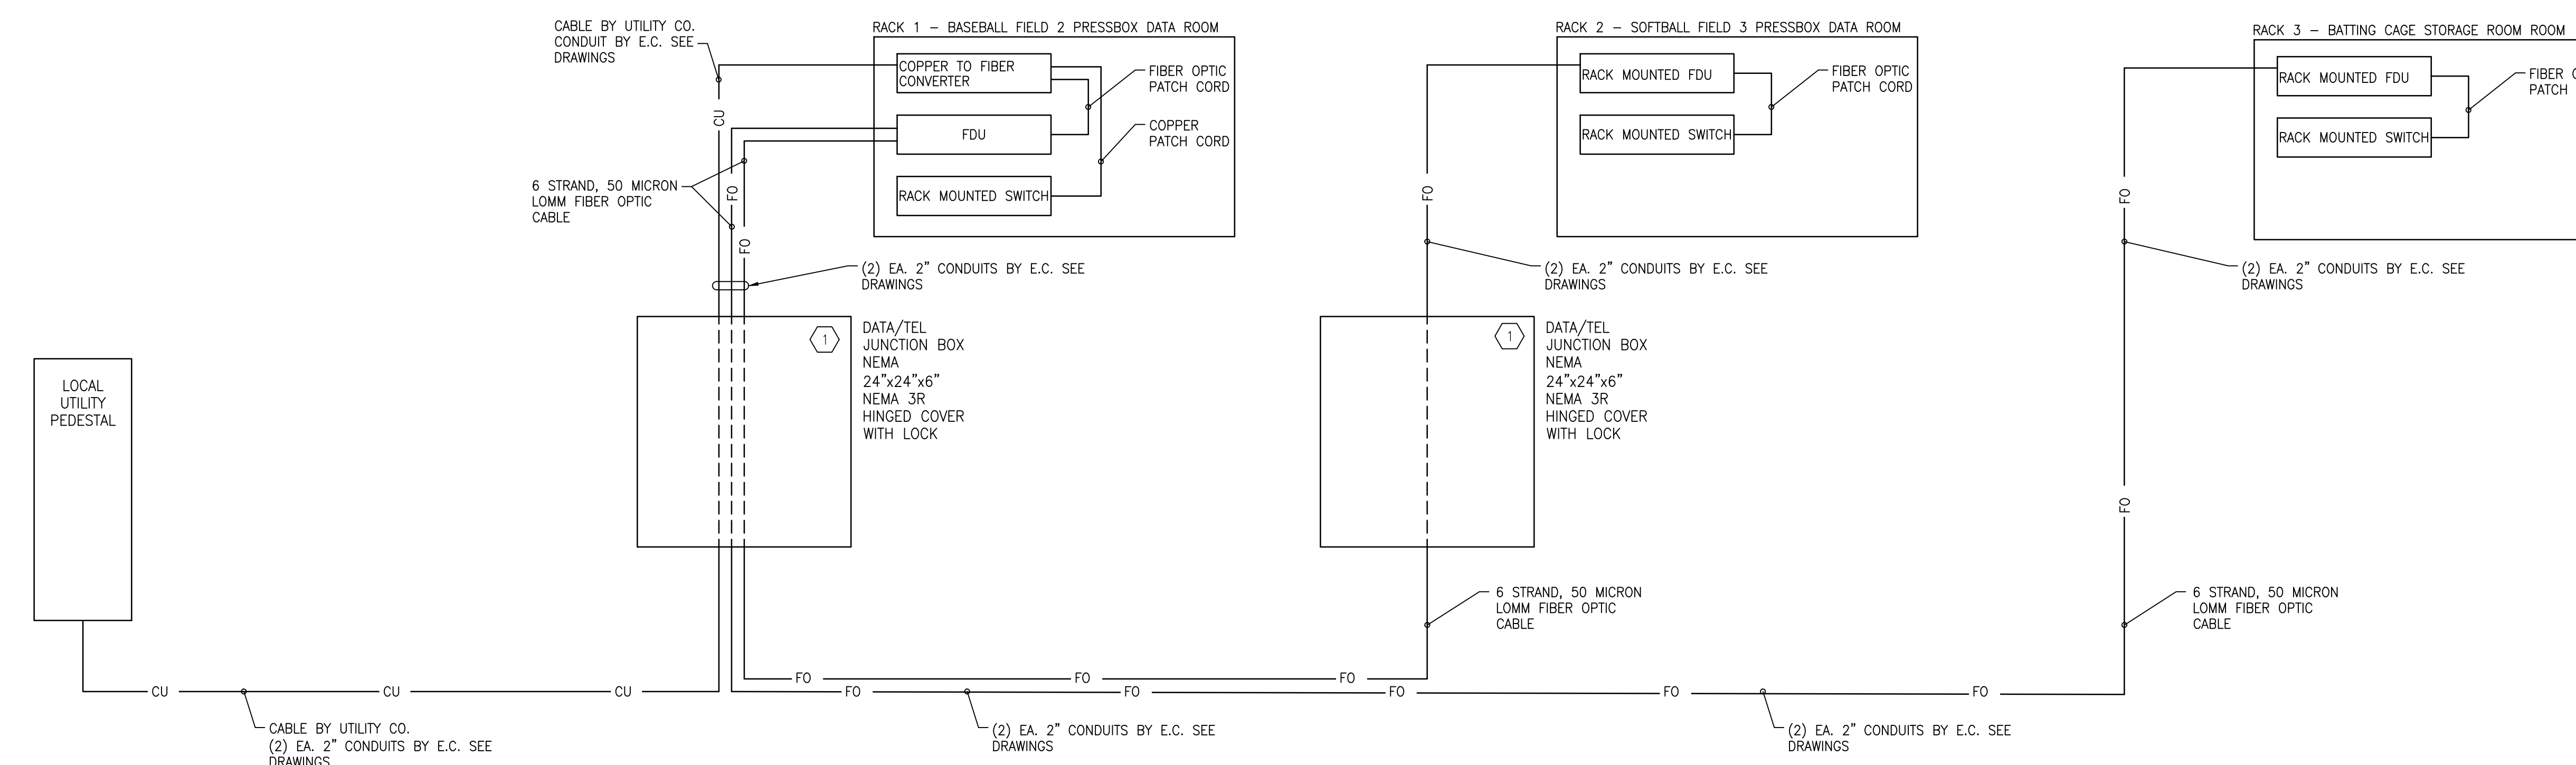 CABLE BY UTILITY CO.
CONDUIT BY E.C. SEE
DRAWINGS
RACK 1 - BASEBALL FIELD 2 PRESSBOX DATA ROOM
COPPER TO FIBER
CONVERTER
FIBER OPTIC
PATCH CORD
FDU
COPPER
PATCH CORD
RACK MOUNTED SWITCH
CU
FO
FO
6 STRAND, 50 MICRON
LOMM FIBER OPTIC
CABLE
(2) EA. 2" CONDUITS BY E.C. SEE
DRAWINGS
1
DATA/TEL
JUNCTION BOX
NEMA
24"x24"x6"
NEMA 3R
HINGED COVER
WITH LOCK
RACK 2 - SOFTBALL FIELD 3 PRESSBOX DATA ROOM
RACK MOUNTED FDU
FIBER OPTIC
PATCH CORD
RACK MOUNTED SWITCH
FO
(2) EA. 2" CONDUITS BY E.C. SEE
DRAWINGS
1
DATA/TEL
JUNCTION BOX
NEMA
24"x24"x6"
NEMA 3R
HINGED COVER
WITH LOCK
6 STRAND, 50 MICRON
LOMM FIBER OPTIC
CABLE
RACK 3 - BATTING CAGE STORAGE ROOM ROOM
RACK MOUNTED FDU
FIBER
PATCH
RACK MOUNTED SWITCH
FO
(2) EA. 2" CONDUITS BY E.C. SEE
DRAWINGS
FO
6 STRAND, 50 MICRON
LOMM FIBER OPTIC
CABLE
LOCAL
UTILITY
PEDESTAL
CU CU CU
FO FO FO
FO FO FO FO FO
CABLE BY UTILITY CO.
(2) EA. 2" CONDUITS BY E.C. SEE
DRAWINGS
(2) EA. 2" CONDUITS BY E.C. SEE
DRAWINGS
(2) EA. 2" CONDUITS BY E.C. SEE
DRAWINGS